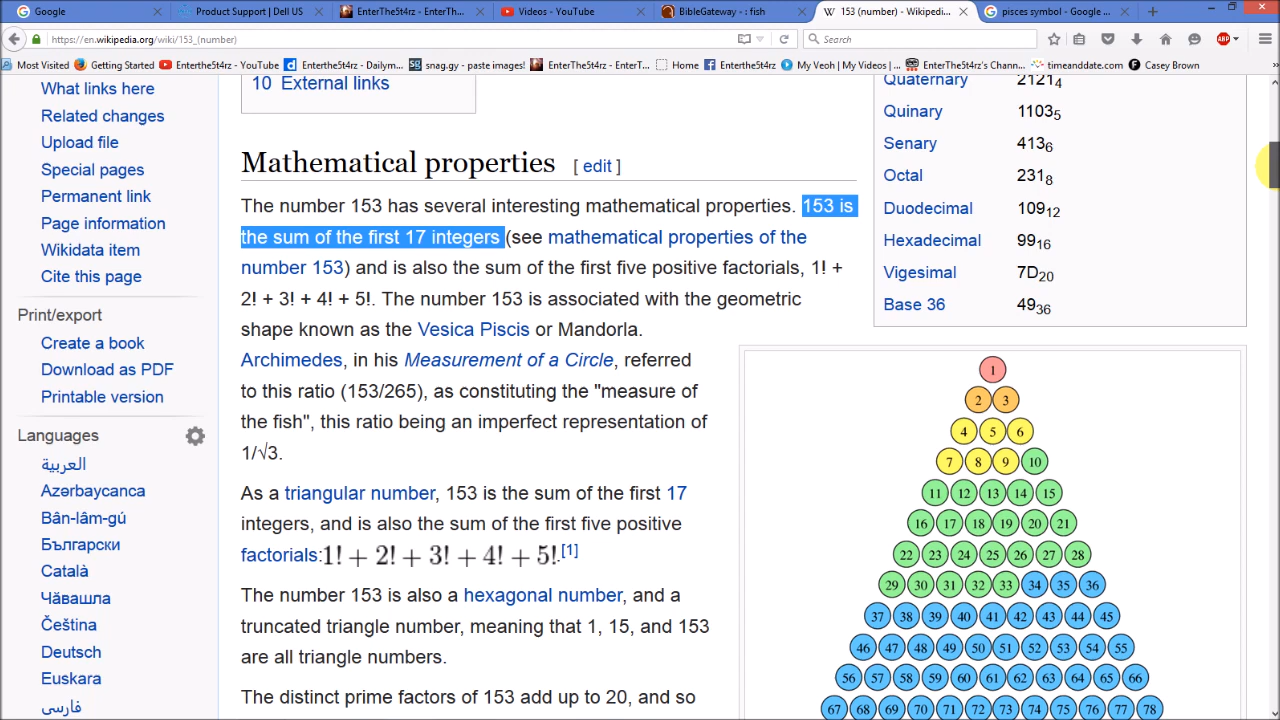 Google
Product Support | Dell US
EnterThe5t4rz - EnterTh...
Videos - YouTube
BibleGateway - : fish
153 (number) - Wikipedi...
pisces symbol - Google ...
https://en.wikipedia.org/wiki/153_(number)
Search
ABP
Most Visited
Getting Started
Enterthe5t4rz - YouTube
Enterthe5t4rz - Dailym...
snag.gy - paste images!
EnterThe5t4rz - EnterT...
Home
Enterthe5t4rz
My Veoh | My Videos | ...
EnterThe5t4rz's Chann...
timeanddate.com
Casey Brown
What links here
Related changes
Upload file
Special pages
Permanent link
Page information
Wikidata item
Cite this page
Print/export
Create a book
Download as PDF
Printable version
Languages
العربية
Azərbaycanca
Bân-lâm-gú
Български
Català
Чӑвашла
Čeština
Deutsch
Euskara
فارسی
10 External links
Mathematical properties [ edit ]
The number 153 has several interesting mathematical properties. 153 is
the sum of the first 17 integers (see mathematical properties of the
number 153) and is also the sum of the first five positive factorials, 1! +
2! + 3! + 4! + 5!. The number 153 is associated with the geometric
shape known as the Vesica Piscis or Mandorla.
Archimedes, in his Measurement of a Circle, referred
to this ratio (153/265), as constituting the "measure of
the fish", this ratio being an imperfect representation of
1/√3.
As a triangular number, 153 is the sum of the first 17
integers, and is also the sum of the first five positive
factorials:1! + 2! + 3! + 4! + 5!.[1]
The number 153 is also a hexagonal number, and a
truncated triangle number, meaning that 1, 15, and 153
are all triangle numbers.
The distinct prime factors of 153 add up to 20, and so
Quaternary 2121₄
Quinary 1103₅
Senary 413₆
Octal 231₈
Duodecimal 109₁₂
Hexadecimal 99₁₆
Vigesimal 7D₂₀
Base 36 49₃₆
1
2 3
4 5 6
7 8 9 10
11 12 13 14 15
16 17 18 19 20 21
22 23 24 25 26 27 28
29 30 31 32 33 34 35 36
37 38 39 40 41 42 43 44 45
46 47 48 49 50 51 52 53 54 55
56 57 58 59 60 61 62 63 64 65 66
67 68 69 70 71 72 73 74 75 76 77 78